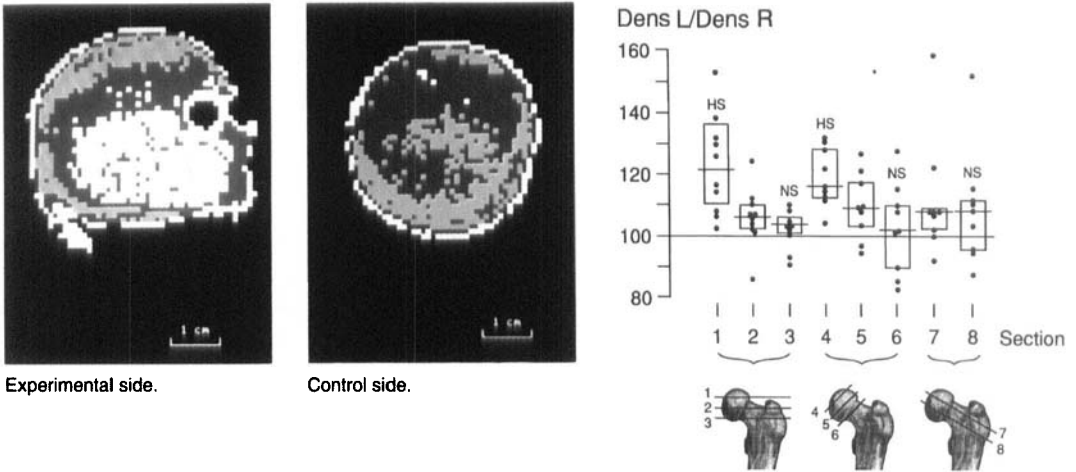 1 cm
Experimental side.
1 cm
Control side.
Dens L/Dens R
160
140
120
100
80
HS
NS
HS
NS
NS
1 2 3 4 5 6 7 8 Section
1
2
3
4
5
6
7
8